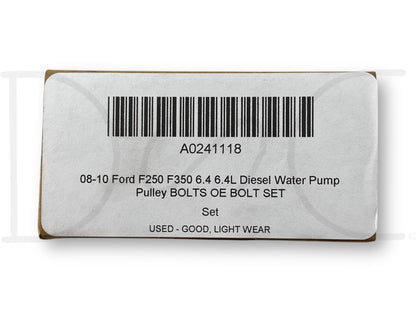 A0241118
08-10 Ford F250 F350 6.4 6.4L Diesel Water Pump
Pulley BOLTS OE BOLT SET
Set
USED - GOOD, LIGHT WEAR